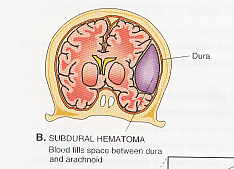 Dura
B. SUBDURAL HEMATOMA
Blood fills space between dura
and arachnoid